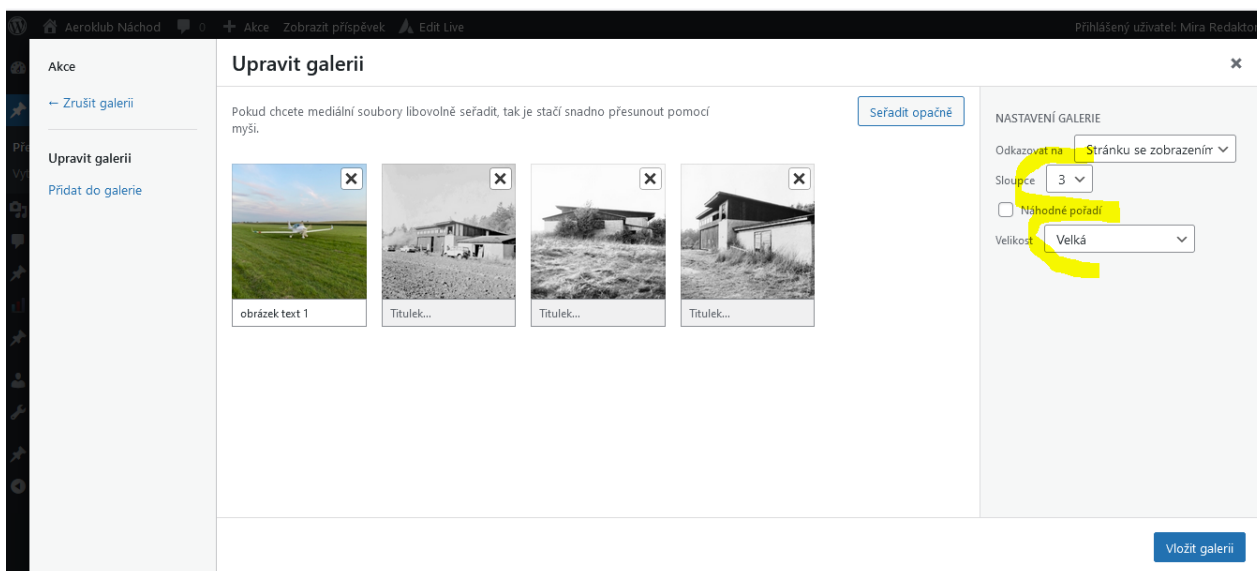 Aeroklub Náchod 0 + Akce Zobrazit příspěvek Edit Live Přihlášený uživatel: Mira Redaktor
Akce
← Zrušit galerii
Upravit galerii
Přidat do galerie
Upravit galerii
Pokud chcete mediální soubory libovolně seřadit, tak je stačí snadno přesunout pomocí
myši.
Seřadit opačně
obrázek text 1
Titulek...
Titulek...
Titulek...
NASTAVENÍ GALERIE
Odkazovat na Stránku se zobrazením
Sloupce 3
Náhodné pořadí
Velikost Velká
Vložit galerii